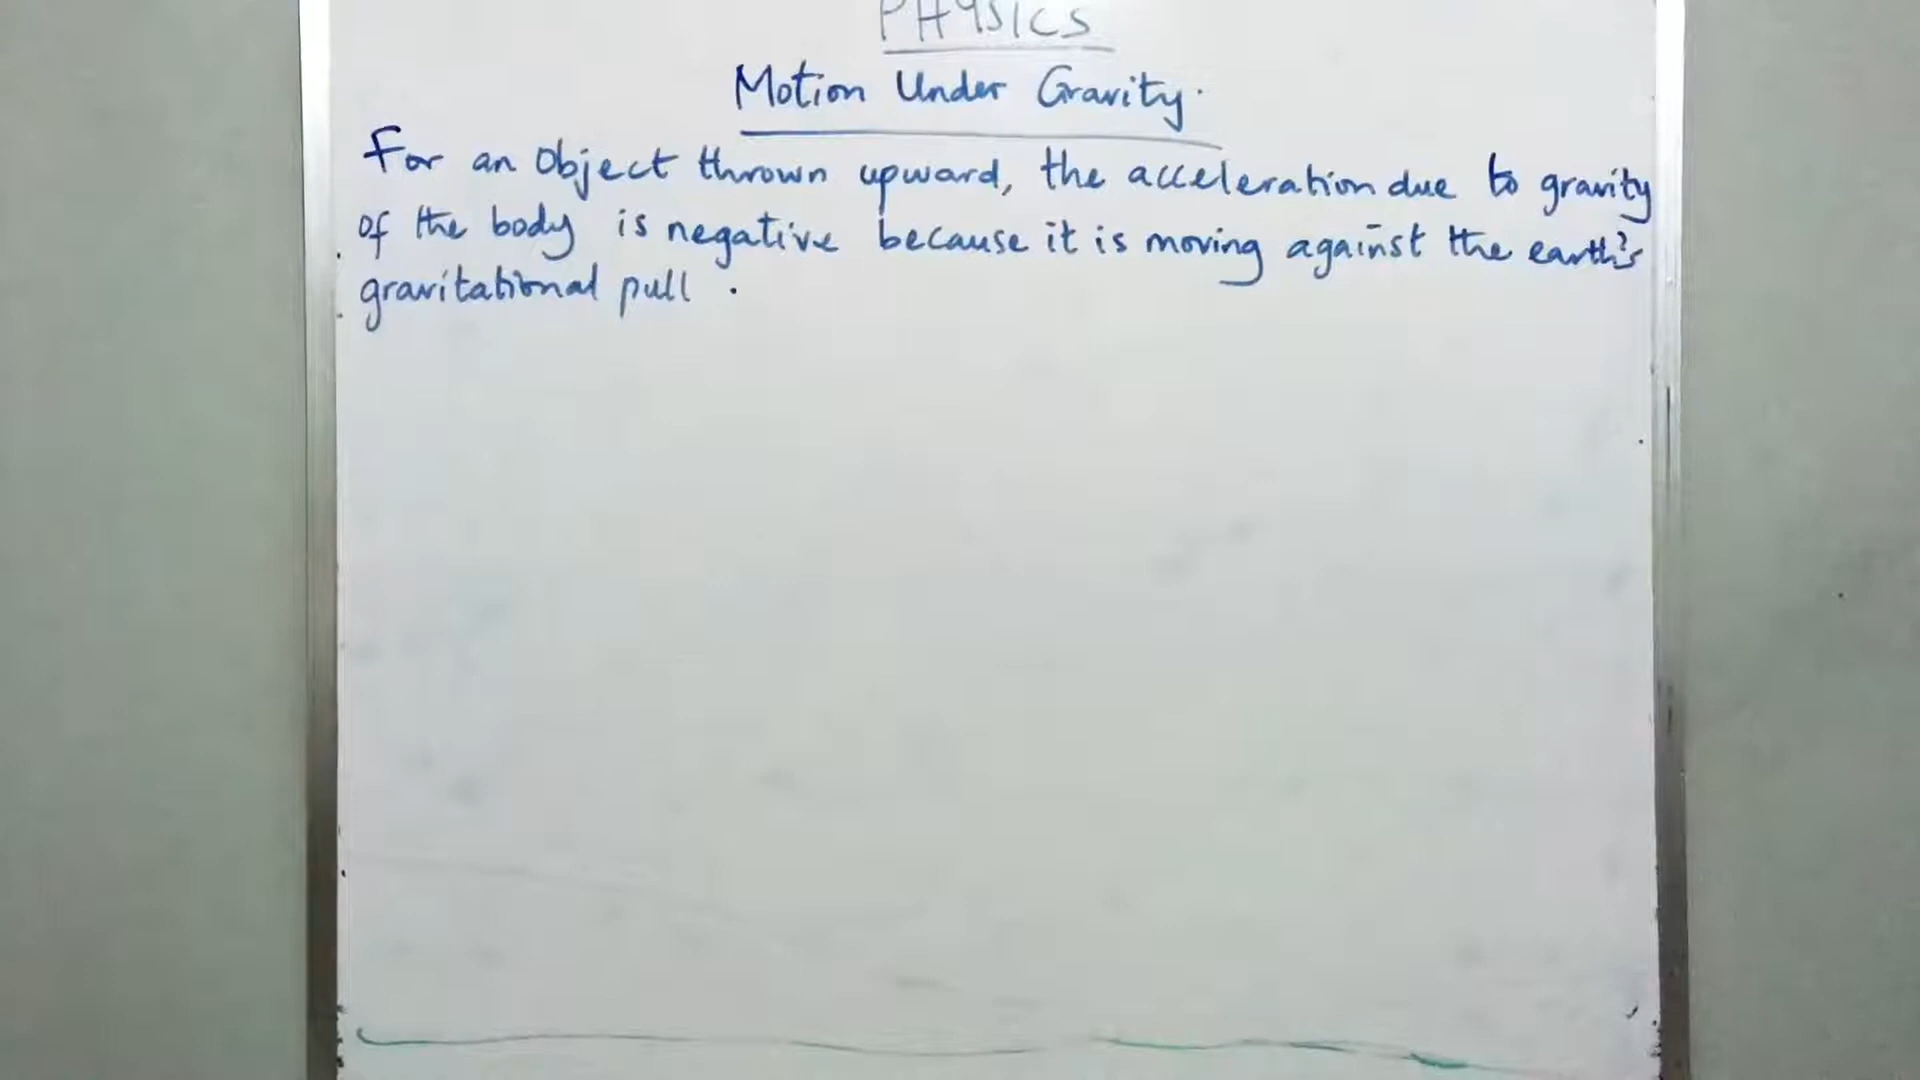 PHYSICS
Motion Under Gravity.
For an Object thrown upward, the acceleration due to gravity
of the body is negative because it is moving against the earth's
gravitational pull .